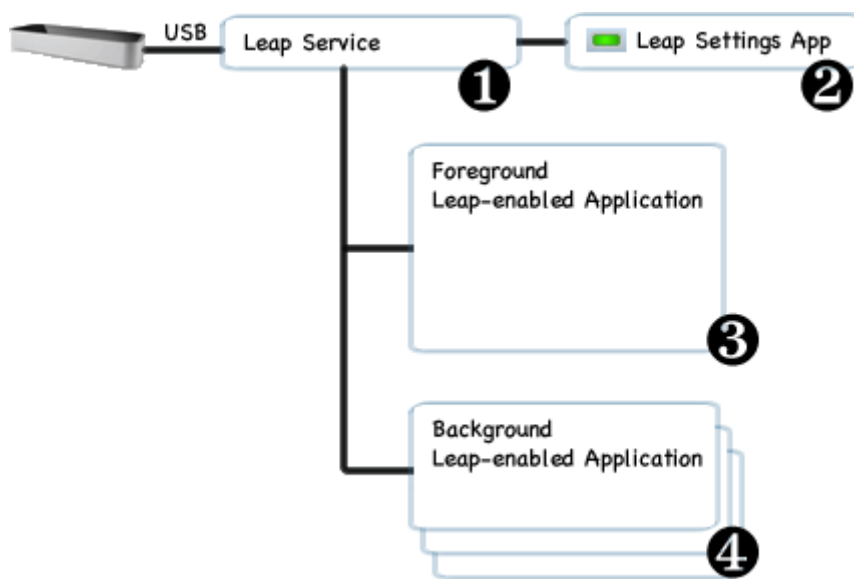 USB
Leap Service
1
Leap Settings App
2
Foreground
Leap-enabled Application
3
Background
Leap-enabled Application
4